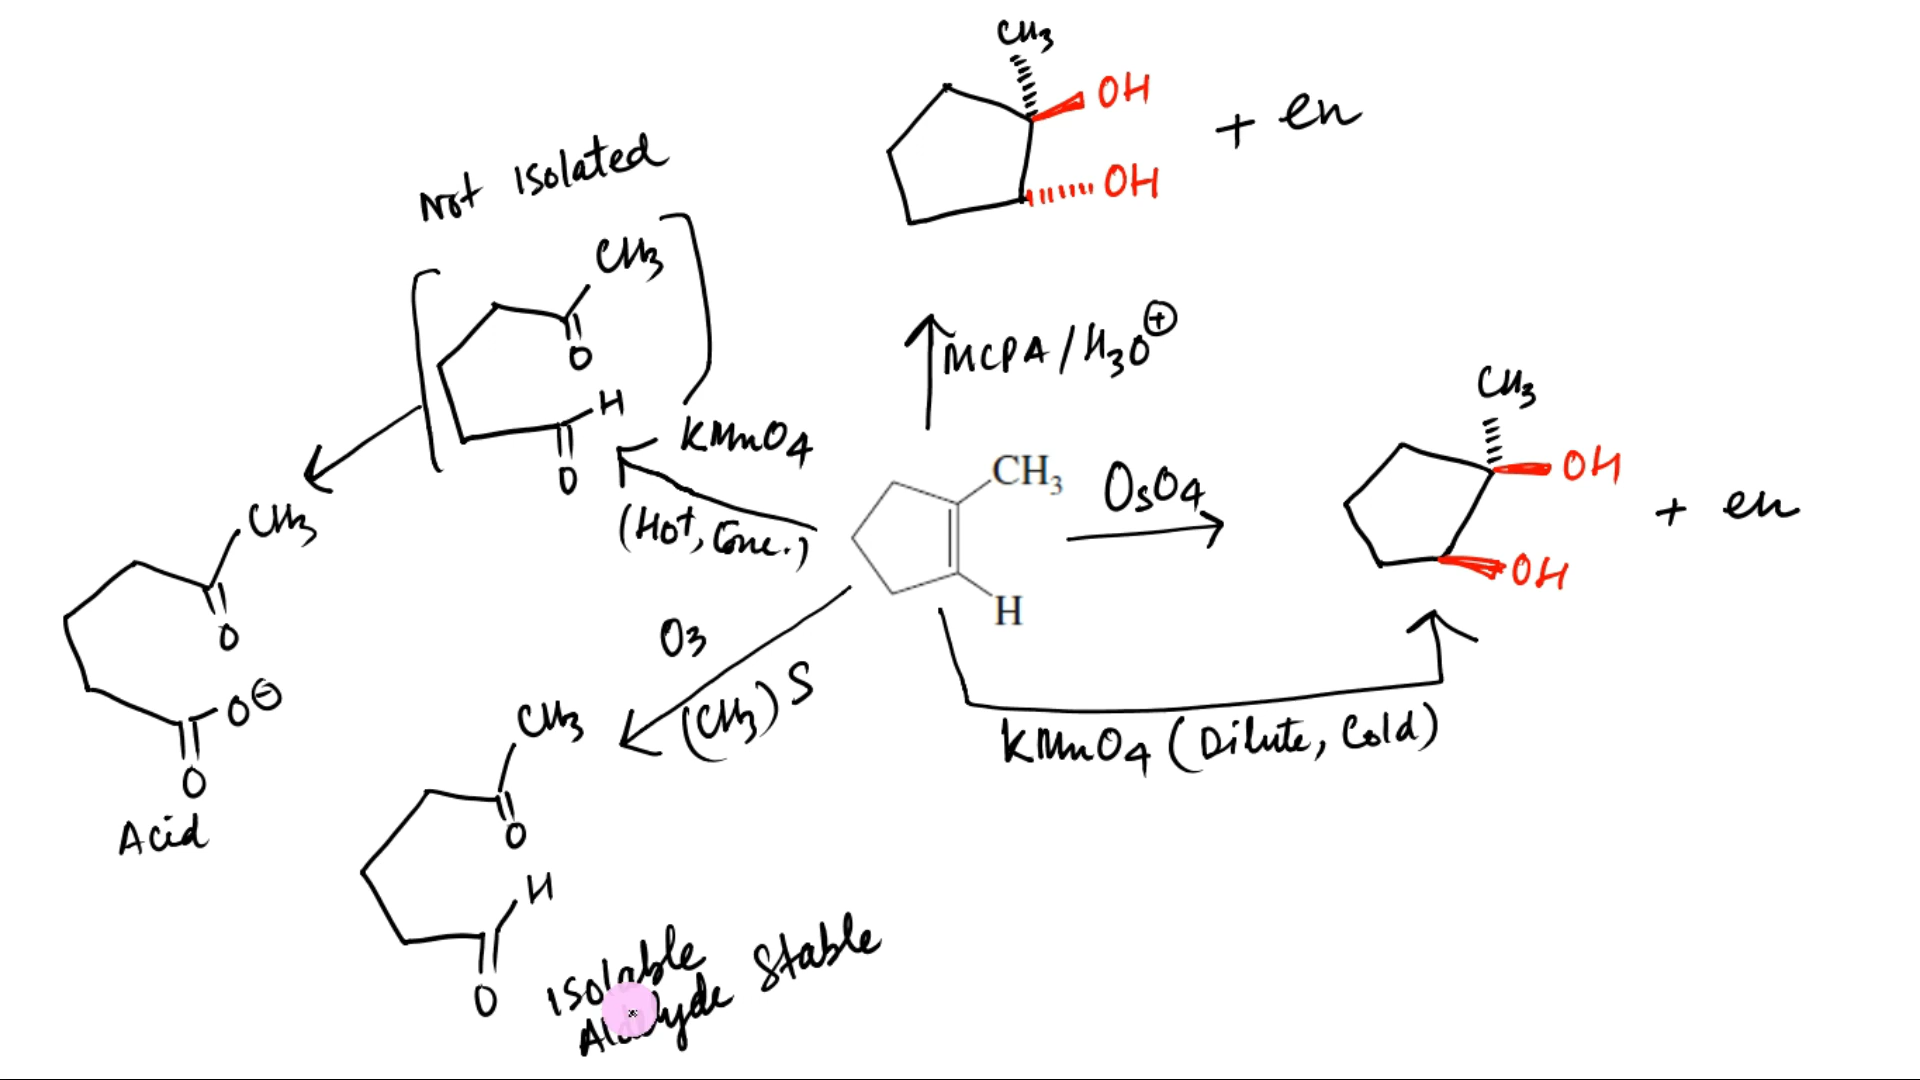 CH3
OH
+ en
OH
Not Isolated
CH3
O
H
O
MCPA / H3O⊕
KMnO4
(Hot, Conc.)
CH3
OsO4
CH3
OH
+ en
OH
CH3
O
O⊖
O
Acid
H
O3
(CH3) S
KMnO4 (Dilute, Cold)
CH3
O
H
O
Isolable
Aldehyde Stable